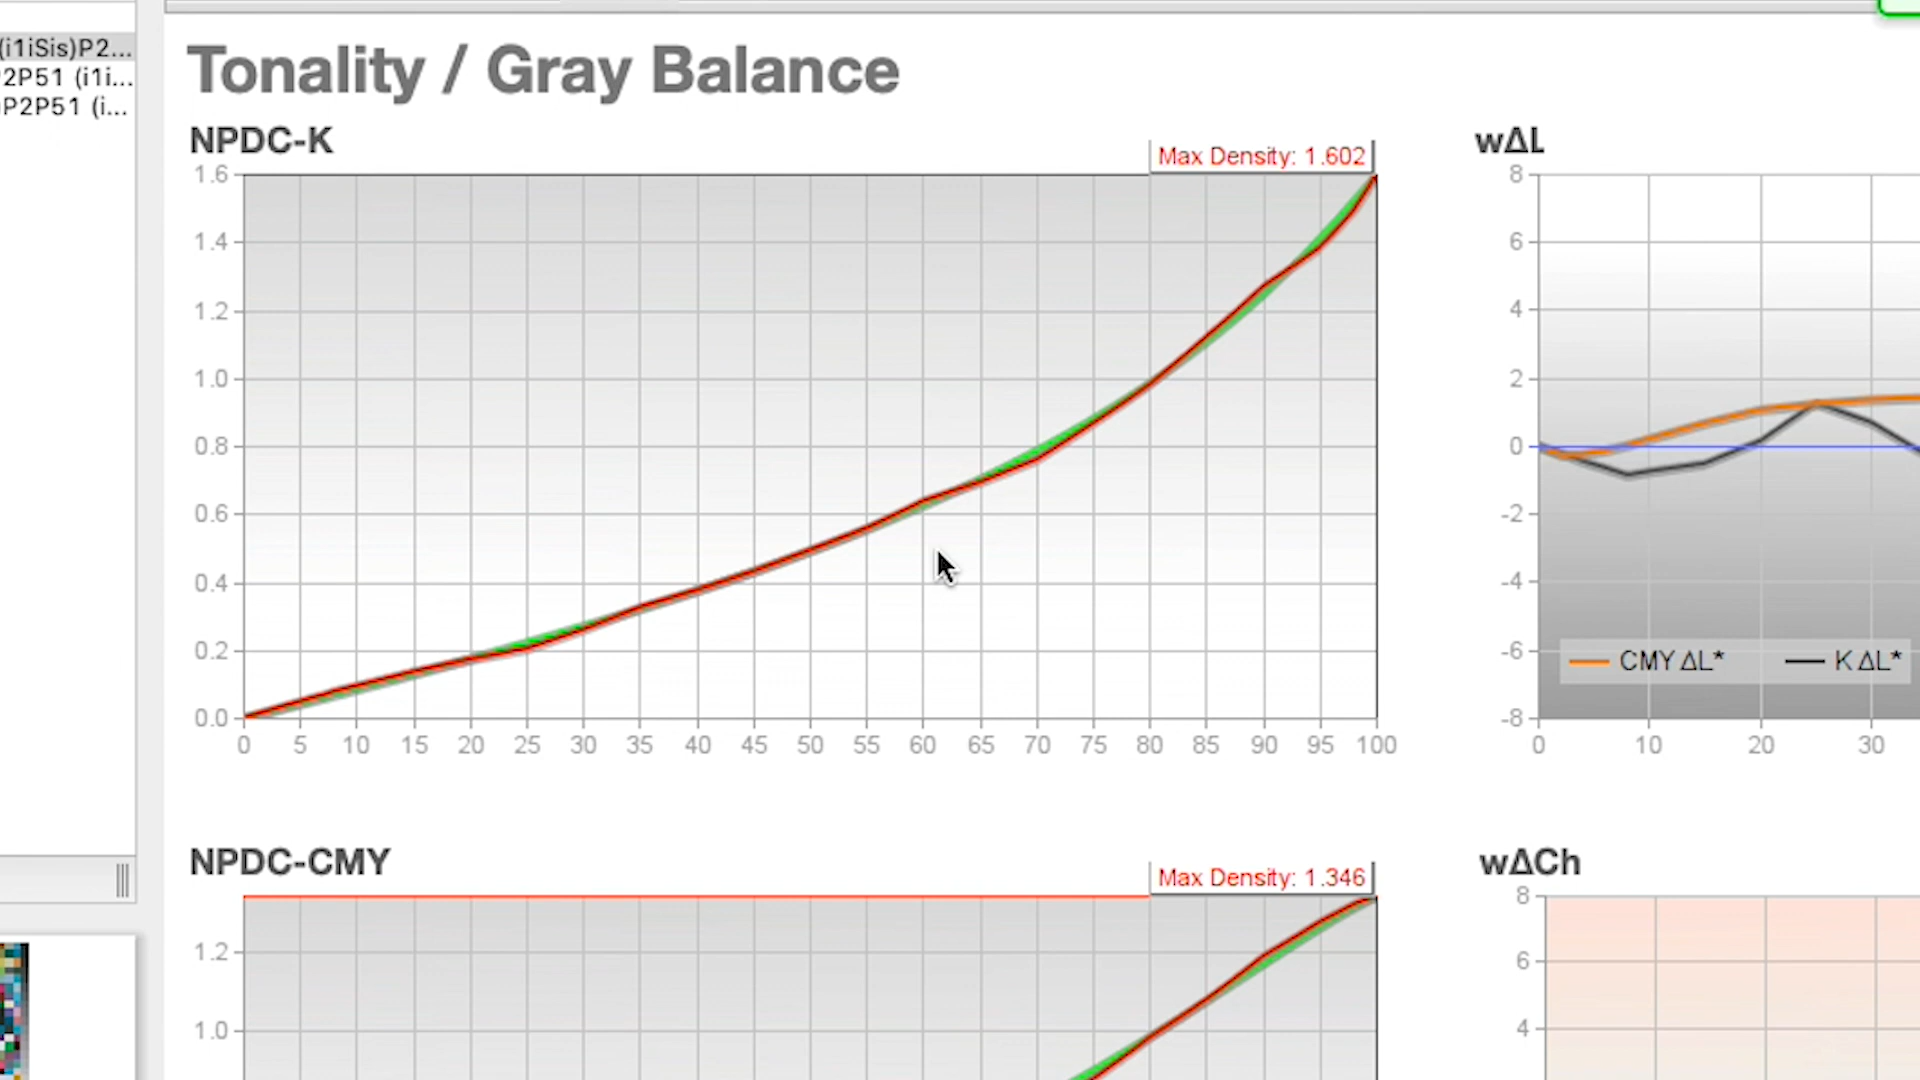 (i1iSis)P2...
2P51 (i1i...
P2P51 (i...
Tonality / Gray Balance
NPDC-K
Max Density: 1.602
1.6
1.4
1.2
1.0
0.8
0.6
0.4
0.2
0.0
0 5 10 15 20 25 30 35 40 45 50 55 60 65 70 75 80 85 90 95 100
wΔL
8
6
4
2
0
-2
-4
-6
-8
CMY ΔL* K ΔL*
0 10 20 30
NPDC-CMY
Max Density: 1.346
1.2
1.0
wΔCh
8
6
4